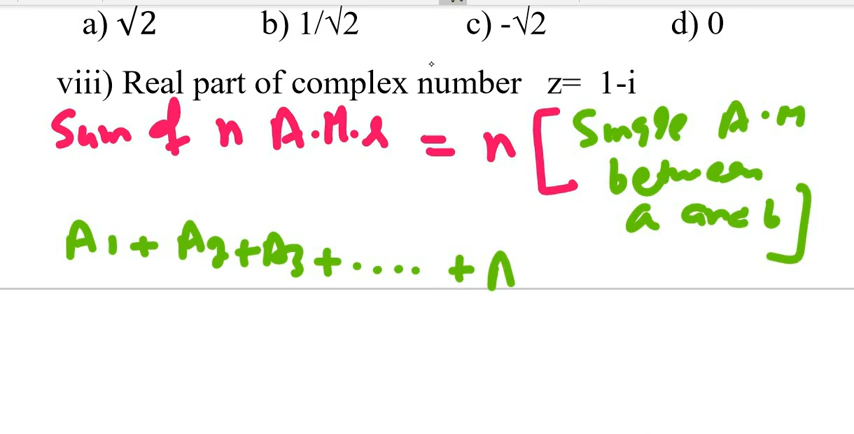 a) √2 b) 1/√2 c) -√2 d) 0
viii) Real part of complex number z= 1-i
Sum of n A.M.s = n [Single A.M
between
a and b]
A1 + A2 + A3 + .... + A